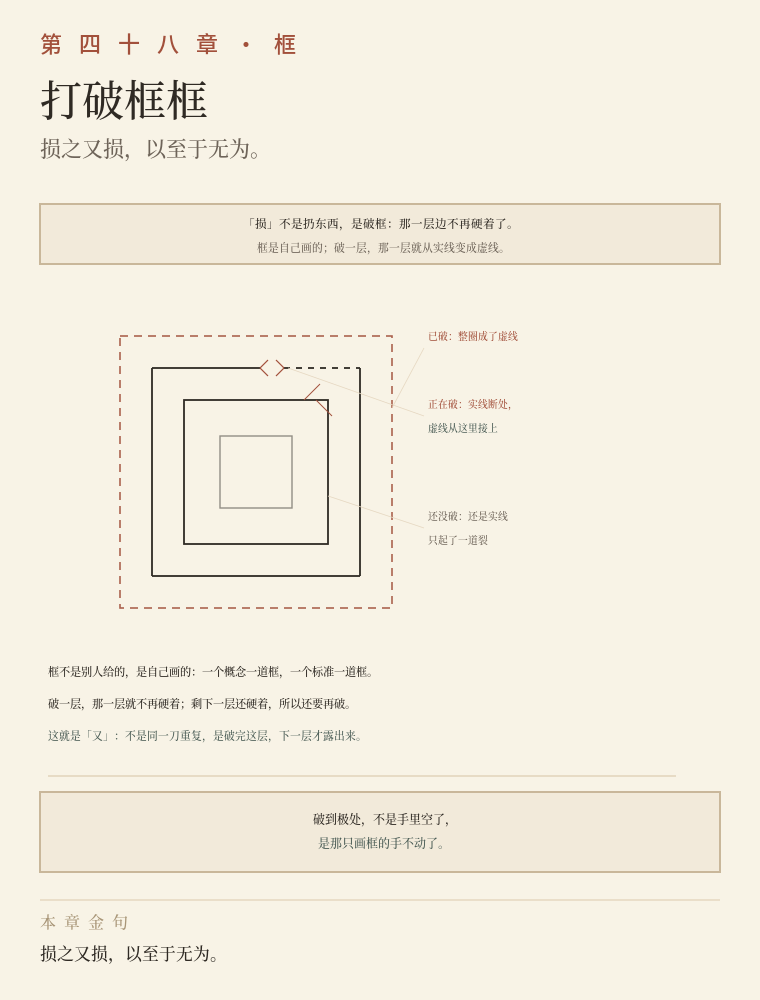 第四十八章·框
打破框框
损之又损，以至于无为。
「损」不是扔东西，是破框：那一层边不再硬着了。
框是自己画的；破一层，那一层就从实线变成虚线。
已破：整圈成了虚线
正在破：实线断处，
虚线从这里接上
还没破：还是实线
只起了一道裂
框不是别人给的，是自己画的：一个概念一道框，一个标准一道框。
破一层，那一层就不再硬着；剩下一层还硬着，所以还要再破。
这就是「又」：不是同一刀重复，是破完这层，下一层才露出来。
破到极处，不是手里空了，
是那只画框的手不动了。
本章金句
损之又损，以至于无为。